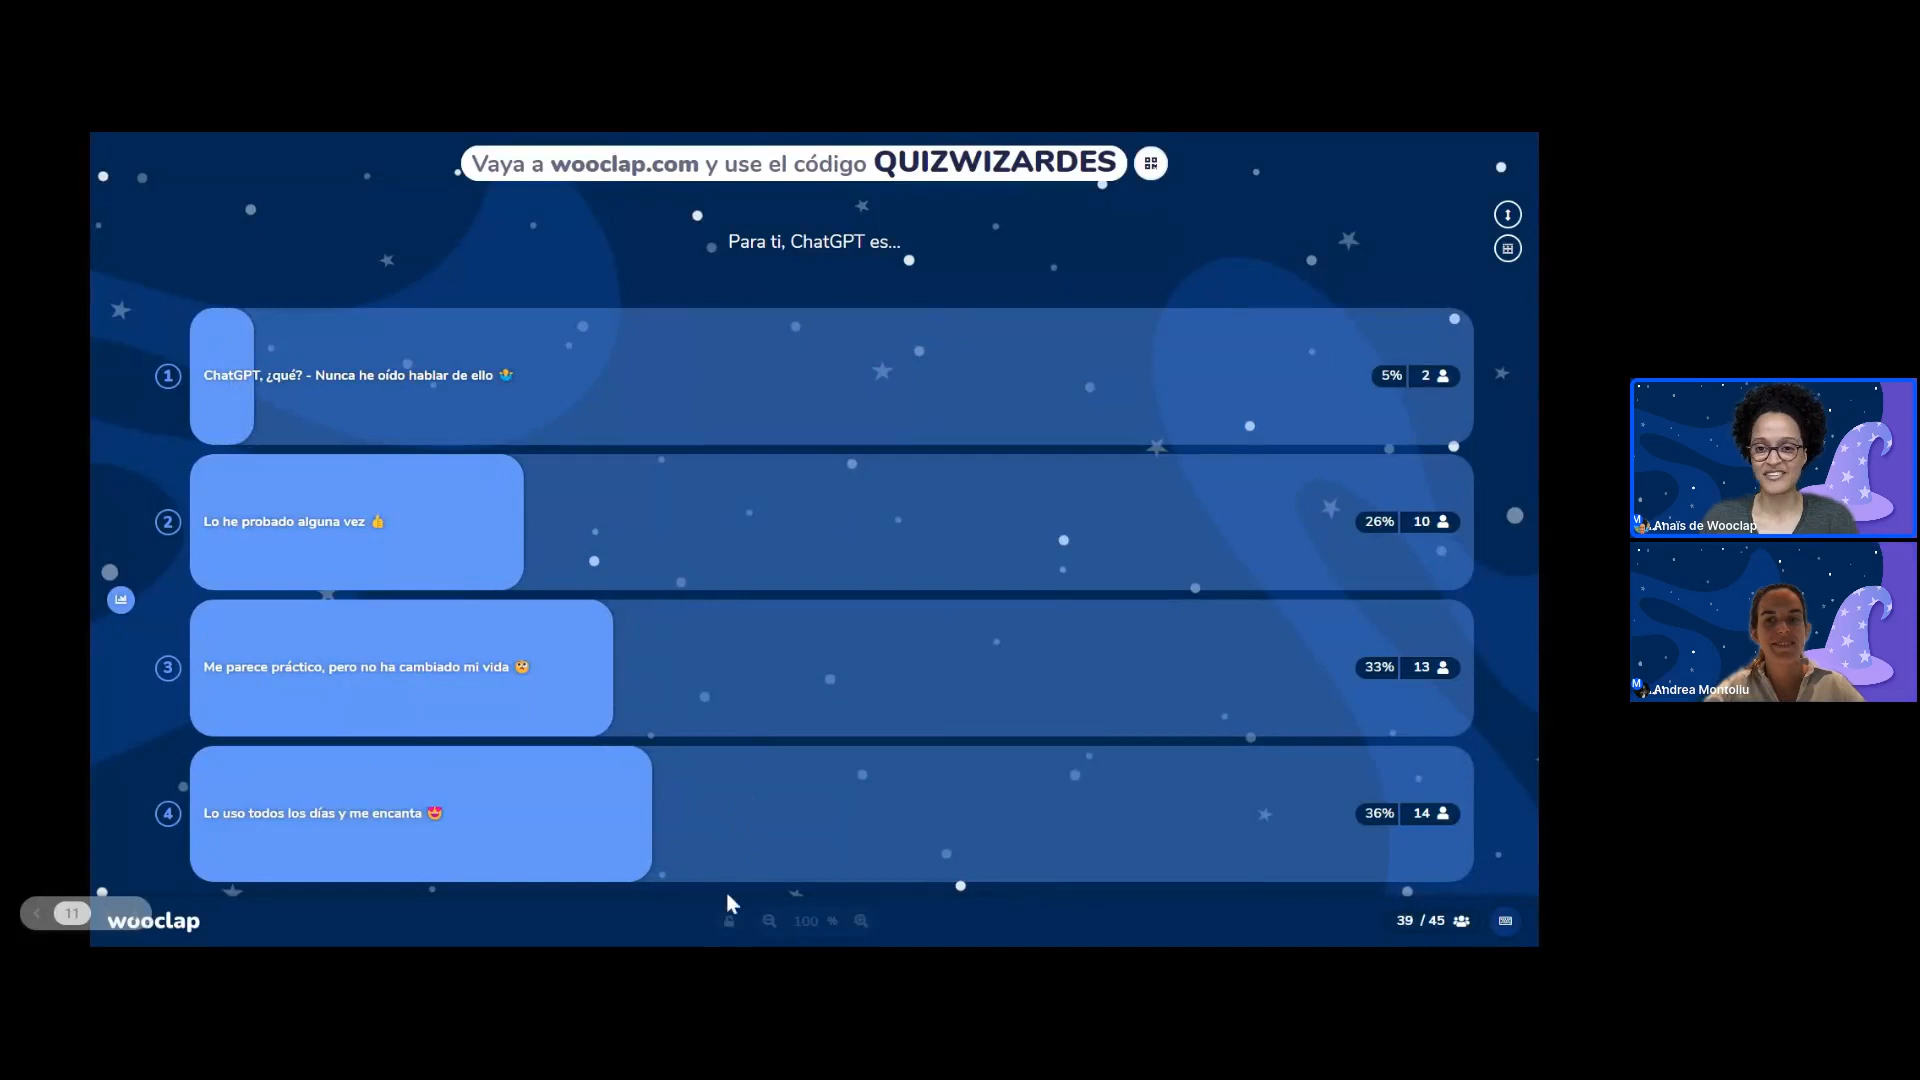 Vaya a wooclap.com y use el código QUIZWIZARDES
Para ti, ChatGPT es...
1 ChatGPT, ¿qué? - Nunca he oído hablar de ello 5% 2
2 Lo he probado alguna vez 26% 10
3 Me parece práctico, pero no ha cambiado mi vida 33% 13
4 Lo uso todos los días y me encanta 36% 14
11
wooclap
100 %
39 / 45
Anaïs de Wooclap
Andrea Montoliu